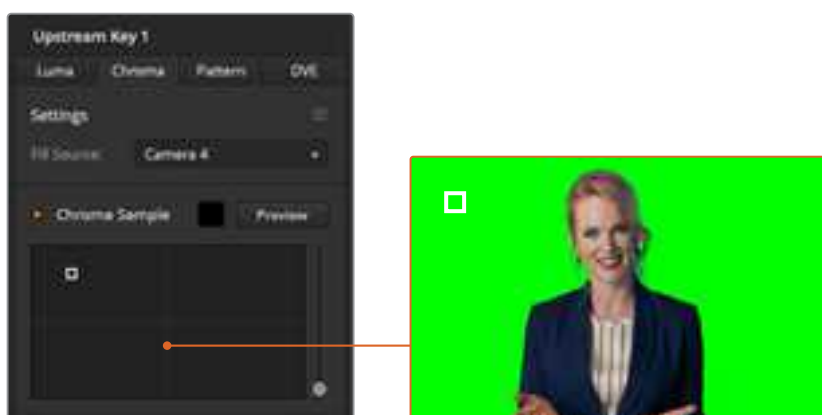 Upstream Key 1
Luma Chroma Pattern DVE
Settings
Fill Source: Camera 4
Chroma Sample Preview